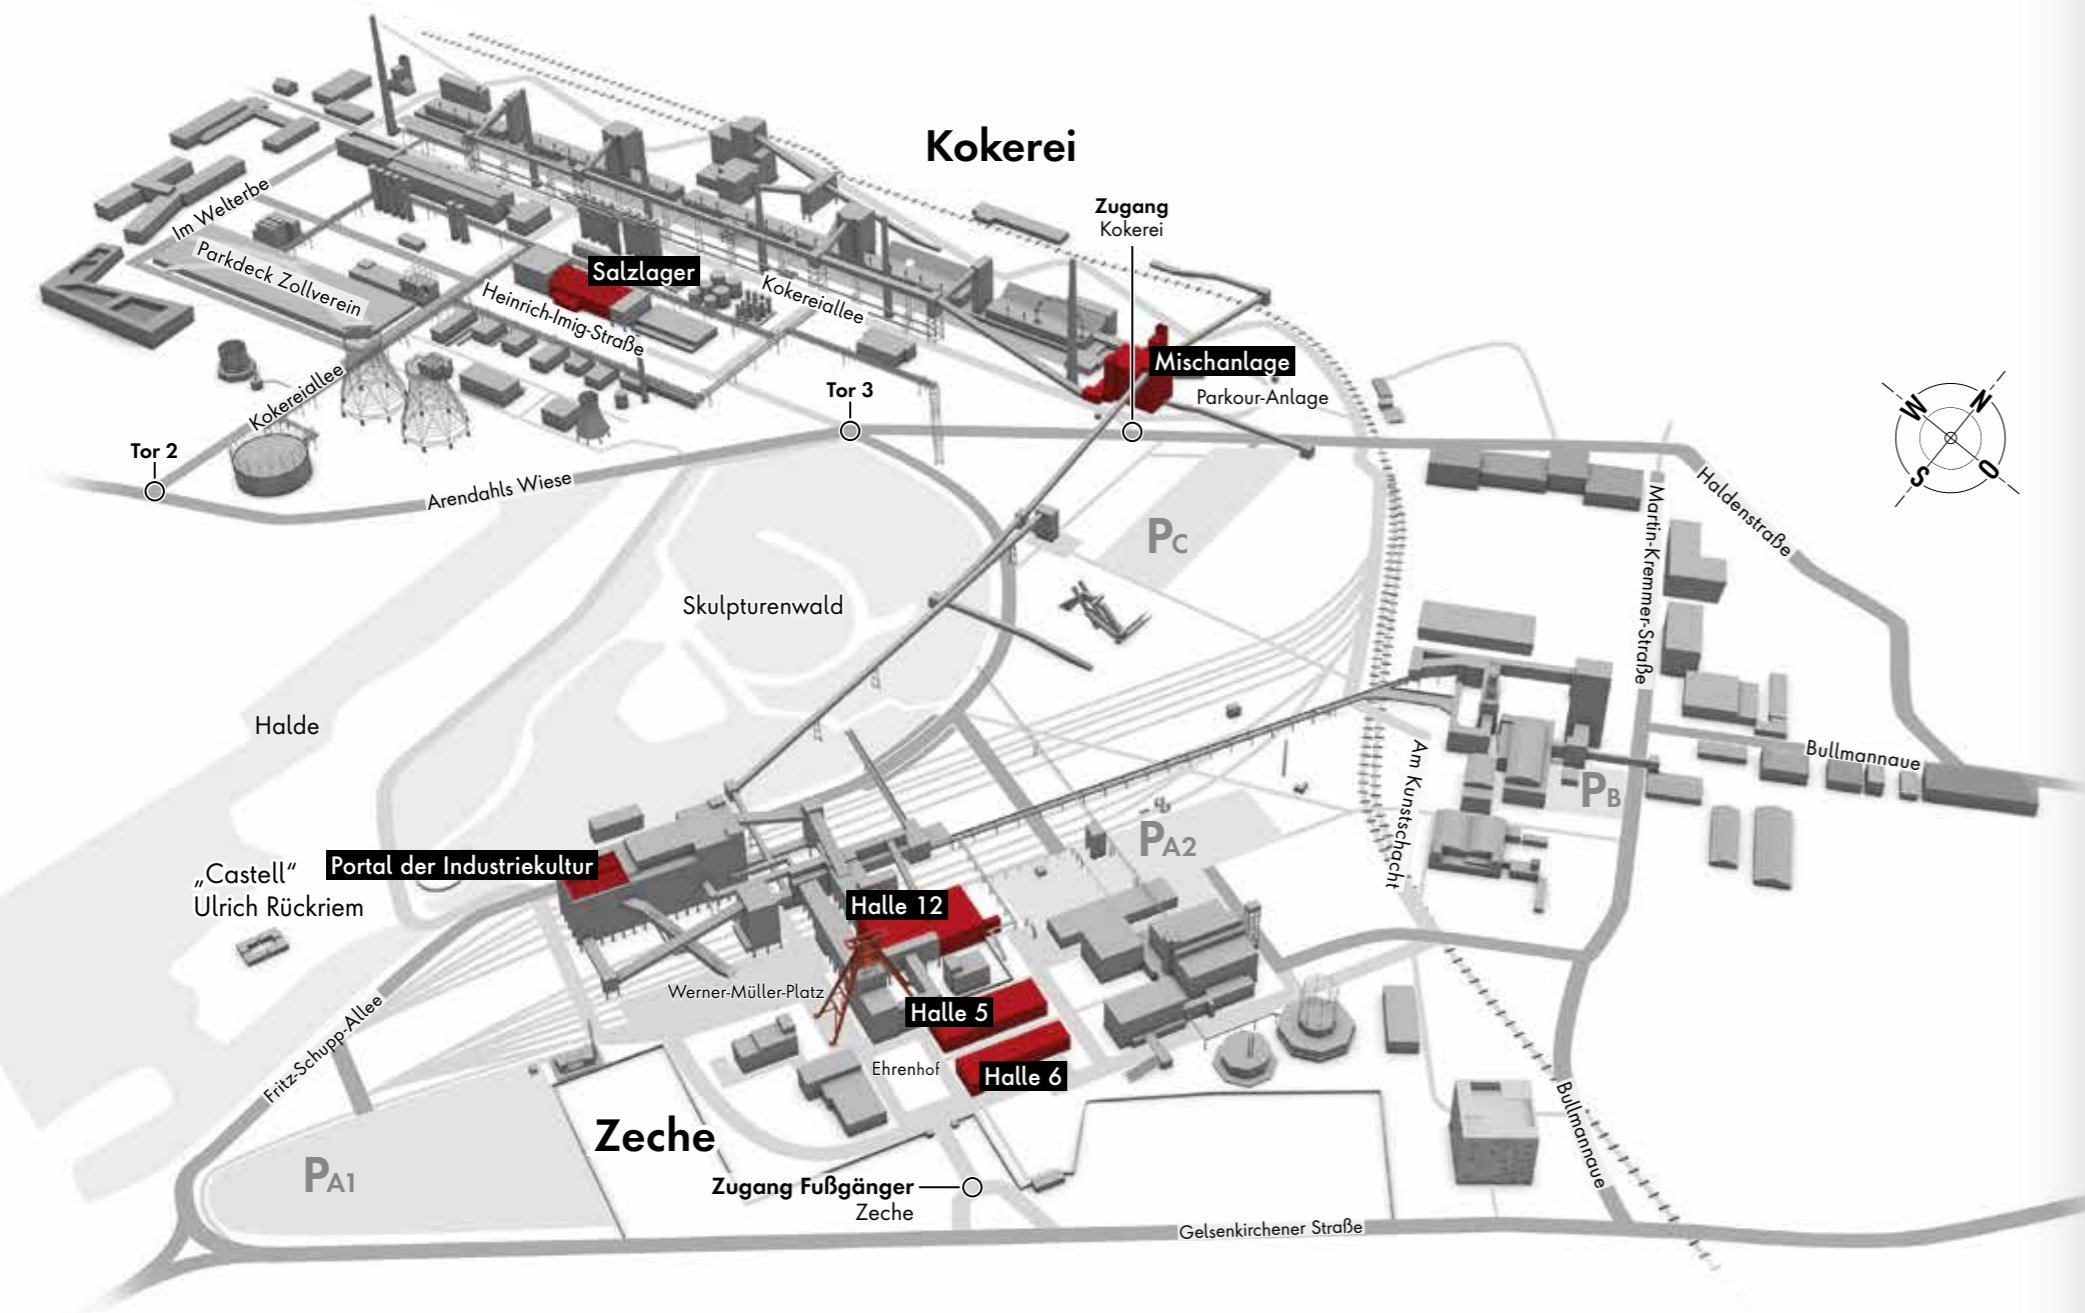 Kokerei
Zugang
Kokerei
Im Welterbe
Parkdeck Zollverein
Salzlager
Heinrich-Imig-Straße
Kokereiallee
Mischanlage
Parkour-Anlage
Kokereiallee
Tor 3
Tor 2
Arendahls Wiese
W
N
S
O
Haldenstraße
Martin-Kremmer-Straße
PC
Skulpturenwald
Halde
Bullmannaue
Am Kunstschacht
PB
PA2
Portal der Industriekultur
„Castell“
Ulrich Rückriem
Halle 12
Werner-Müller-Platz
Halle 5
Fritz-Schupp-Allee
Ehrenhof
Halle 6
Zeche
Bullmannaue
PA1
Zugang Fußgänger
Zeche
Gelsenkirchener Straße